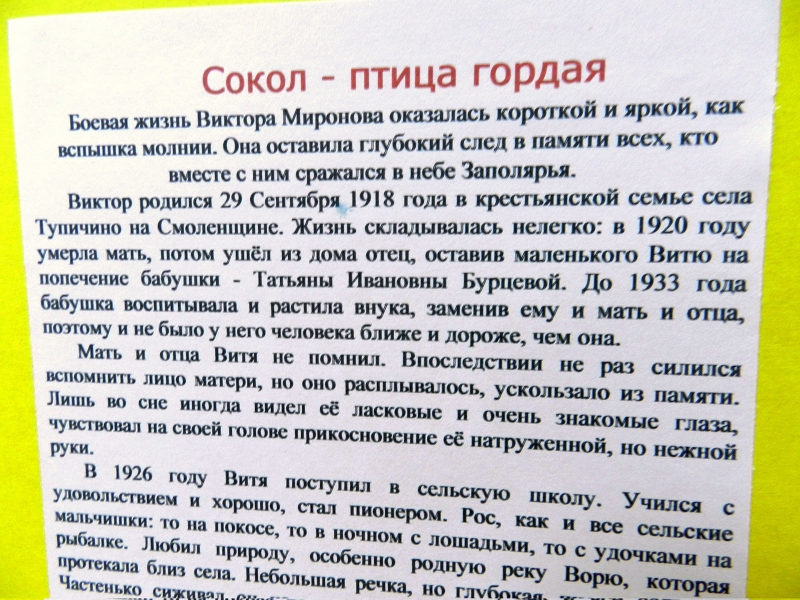 Сокол - птица гордая
Боевая жизнь Виктора Миронова оказалась короткой и яркой, как
вспышка молнии. Она оставила глубокий след в памяти всех, кто
вместе с ним сражался в небе Заполярья.
Виктор родился 29 Сентября 1918 года в крестьянской семье села
Тупичино на Смоленщине. Жизнь складывалась нелегко: в 1920 году
умерла мать, потом ушёл из дома отец, оставив маленького Витю на
попечение бабушки - Татьяны Ивановны Бурцевой. До 1933 года
бабушка воспитывала и растила внука, заменив ему и мать и отца,
поэтому и не было у него человека ближе и дороже, чем она.
Мать и отца Витя не помнил. Впоследствии не раз силился
вспомнить лицо матери, но оно расплывалось, ускользало из памяти.
Лишь во сне иногда видел её ласковые и очень знакомые глаза,
чувствовал на своей голове прикосновение её натруженной, но нежной
руки.
В 1926 году Витя поступил в сельскую школу. Учился с
удовольствием и хорошо, стал пионером. Рос, как и все сельские
мальчишки: то на покосе, то в ночном с лошадьми, то с удочками на
рыбалке. Любил природу, особенно родную реку Ворю, которая
протекала близ села. Небольшая речка, но глубокая,
Частенько сиживал